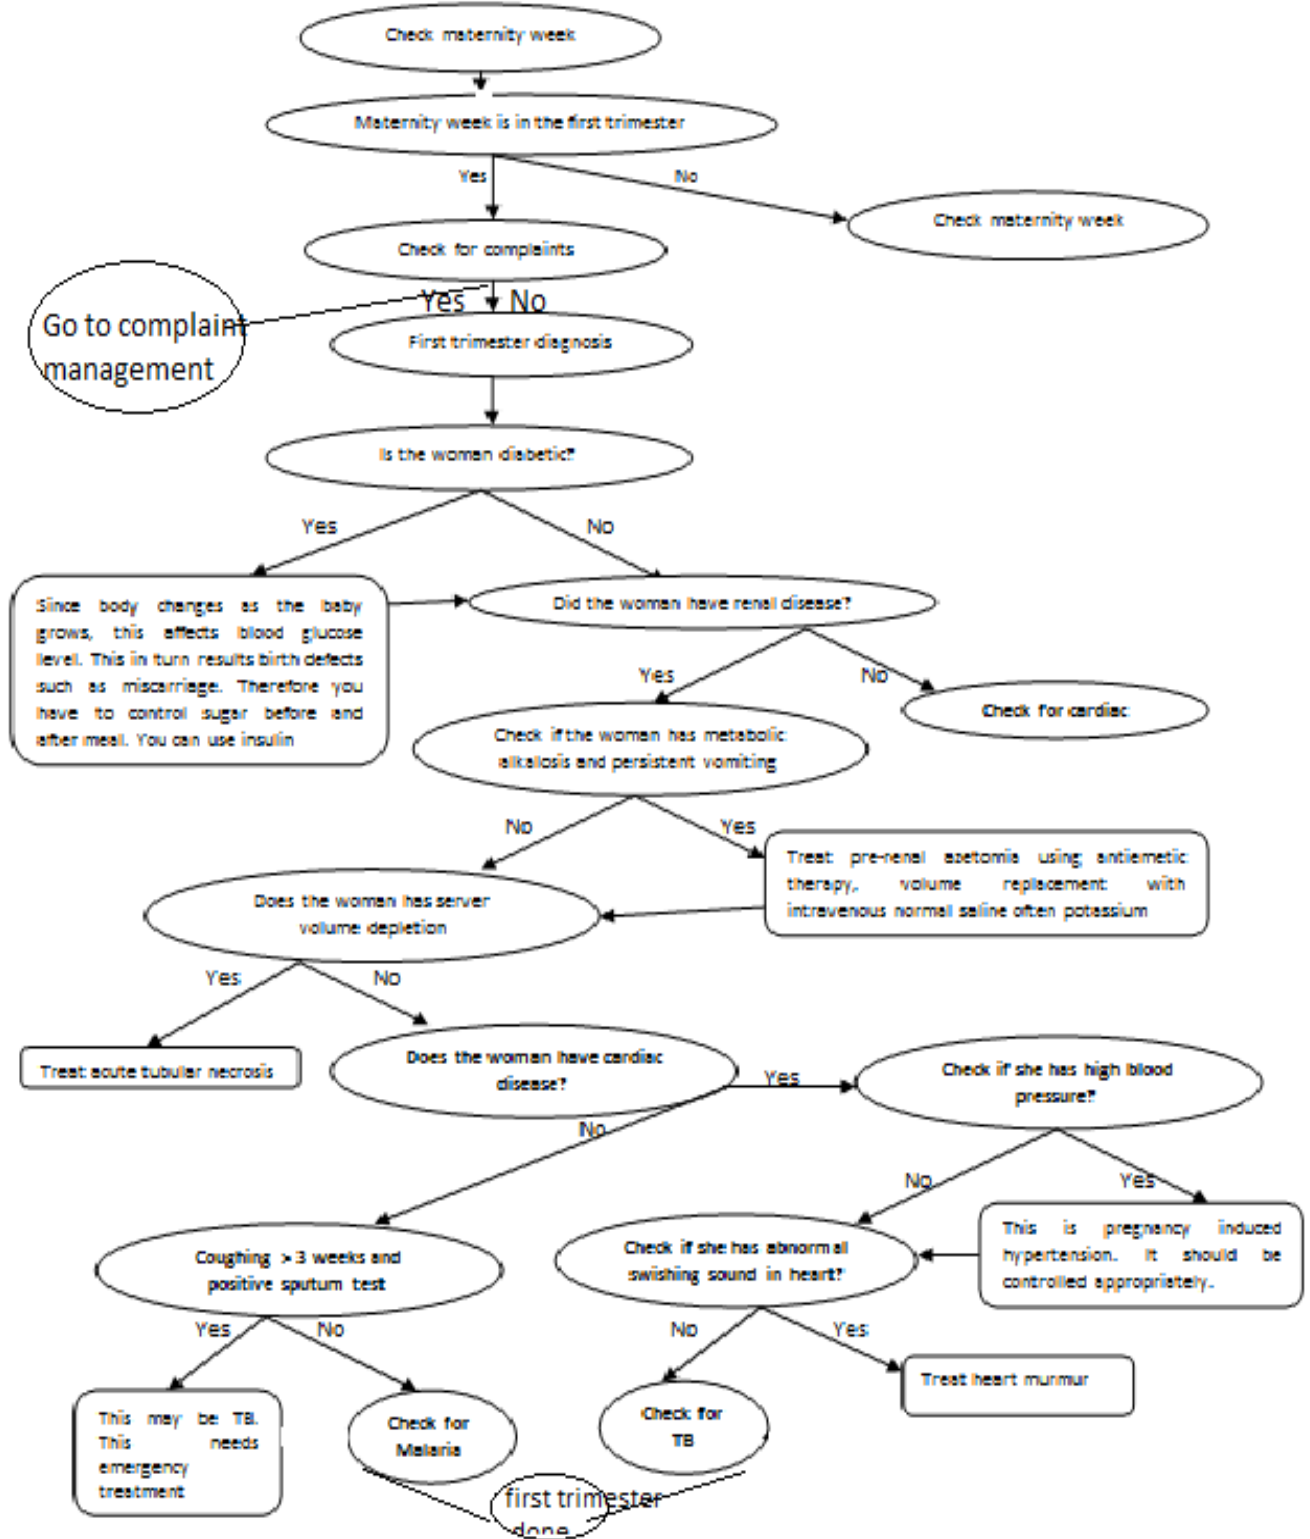 Check maternity week
Maternity week is in the first trimester
Yes
No
Check maternity week
Check for complaints
Yes
No
Go to complaint
management
First trimester diagnosis
Is the woman diabetic?
Yes
No
Since body changes as the baby
grows, this affects blood glucose
level. This in turn results birth defects
such as miscarriage. Therefore you
have to control sugar before and
after meal. You can use insulin
Did the woman have renal disease?
Yes
No
Check for cardiac
Check if the woman has metabolic
alkalosis and persistent vomiting
No
Yes
Treat pre-renal azetomia using antiemetic
therapy, volume replacement with
intravenous normal saline often potassium
Does the woman has server
volume depletion
Yes
No
Treat acute tubular necrosis
Does the woman have cardiac
disease?
Yes
Check if she has high blood
pressure?
No
No
Yes
This is pregnancy induced
hypertension. It should be
controlled appropriately.
Coughing > 3 weeks and
positive sputum test
Check if she has abnormal
swishing sound in heart?
Yes
No
No
Yes
Treat heart murmur
This may be TB.
This needs
emergency
treatment
Check for
Malaria
Check for
TB
first trimester
done